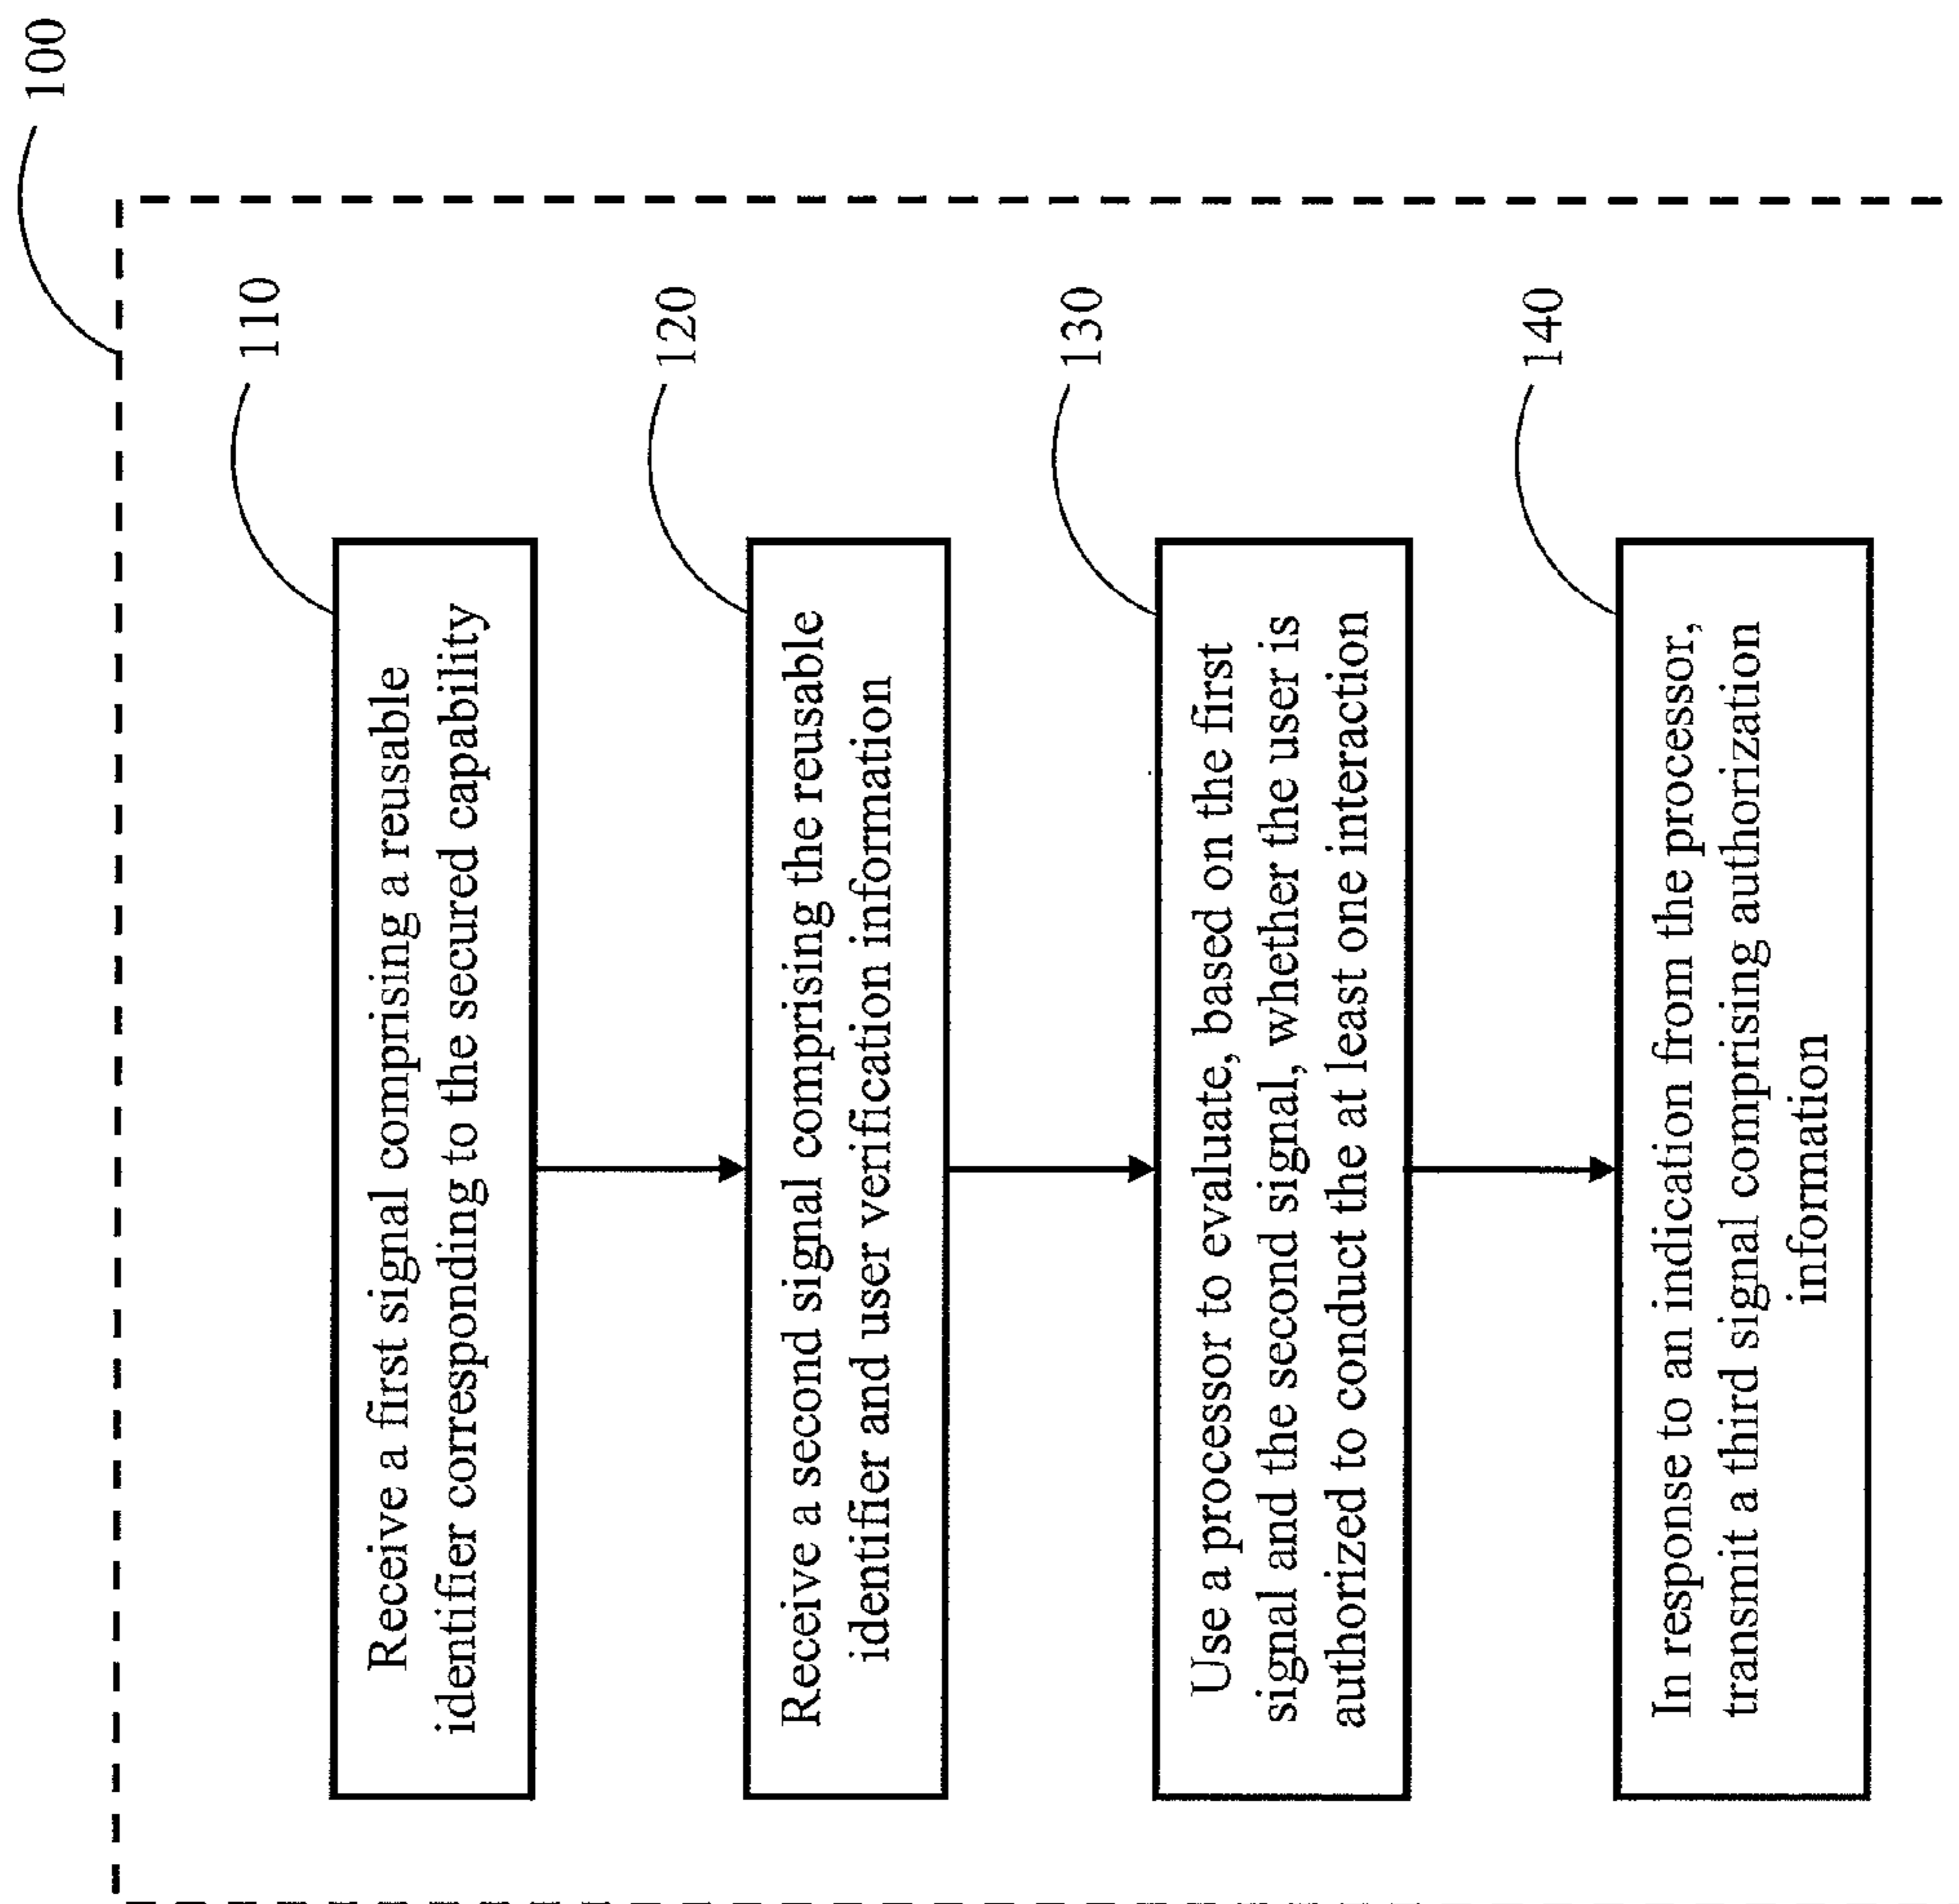 100
110
Receive a first signal comprising a reusable
identifier corresponding to the secured capability
120
Receive a second signal comprising the reusable
identifier and user verification information
130
Use a processor to evaluate, based on the first
signal and the second signal, whether the user is
authorized to conduct the at least one interaction
140
In response to an indication from the processor,
transmit a third signal comprising authorization
information